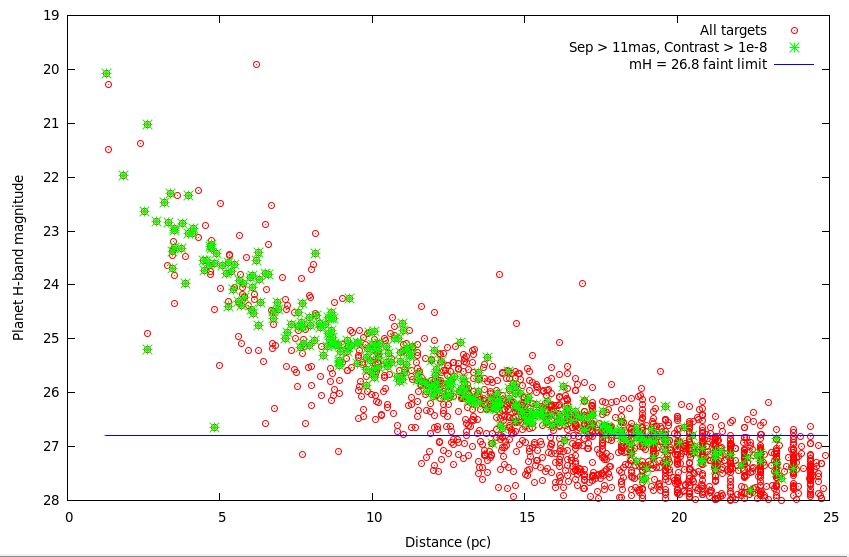 19
All targets
Sep > 11mas, Contrast > 1e-8
mH = 26.8 faint limit
20
21
22
23
24
25
26
27
28
Planet H-band magnitude
0 5 10 15 20 25
Distance (pc)